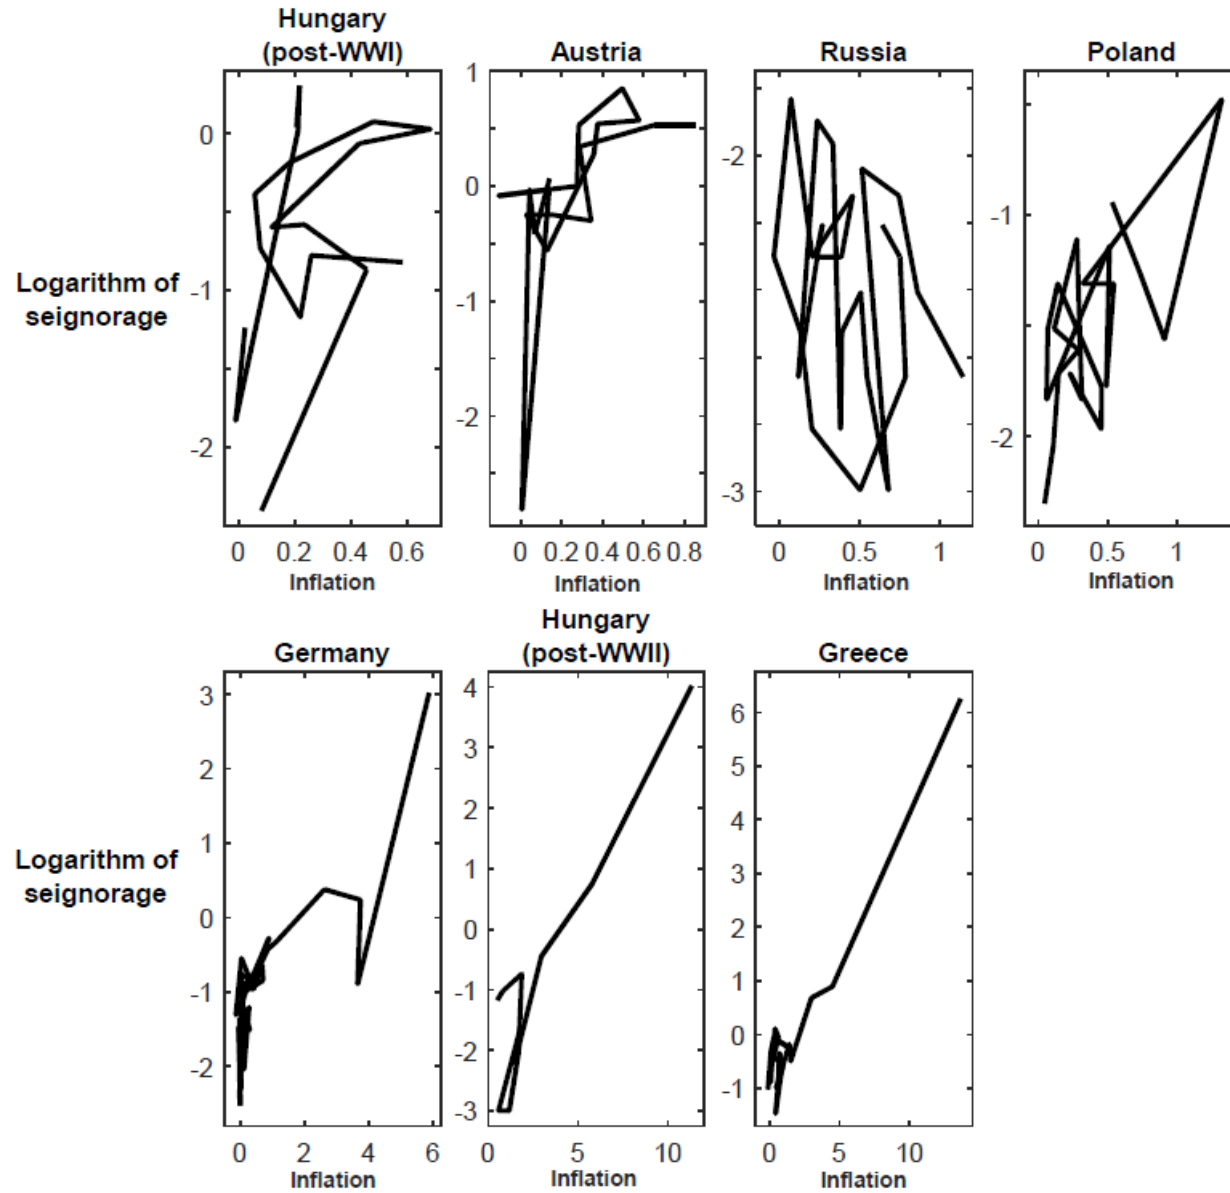 Hungary
(post-WWI)
Austria
Russia
Poland
Logarithm of
seignorage
0
-1
-2
0 0.2 0.4 0.6
Inflation
1
0
-1
-2
0 0.2 0.4 0.6 0.8
Inflation
-2
-3
0 0.5 1
Inflation
-1
-2
0 0.5 1
Inflation
Germany
Hungary
(post-WWII)
Greece
Logarithm of
seignorage
3
2
1
0
-1
-2
0 2 4 6
Inflation
4
3
2
1
0
-1
-2
-3
0 5 10
Inflation
6
5
4
3
2
1
0
-1
0 5 10
Inflation